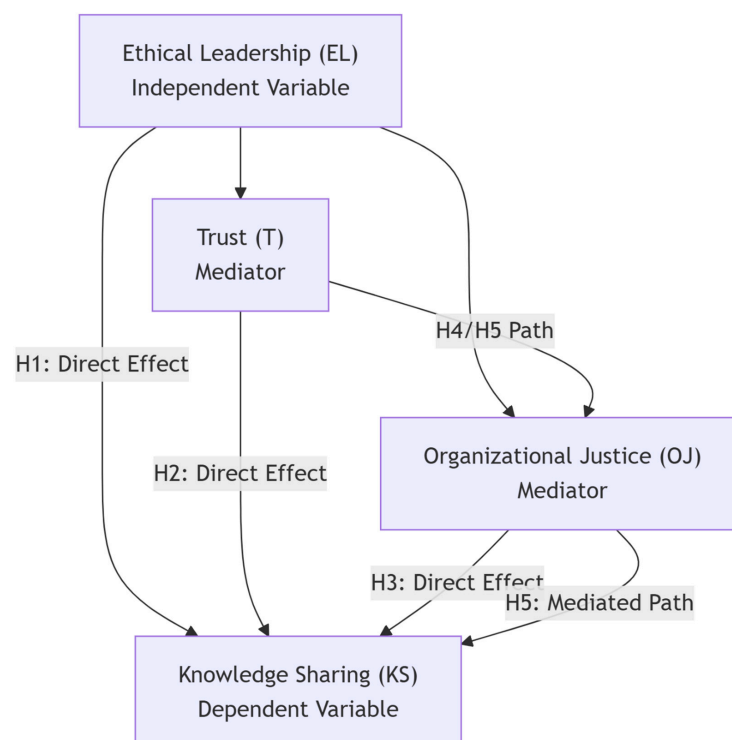 Ethical Leadership (EL)
Independent Variable
Trust (T)
Mediator
H4/H5 Path
H1: Direct Effect
H2: Direct Effect
Organizational Justice (OJ)
Mediator
H3: Direct Effect
H5: Mediated Path
Knowledge Sharing (KS)
Dependent Variable